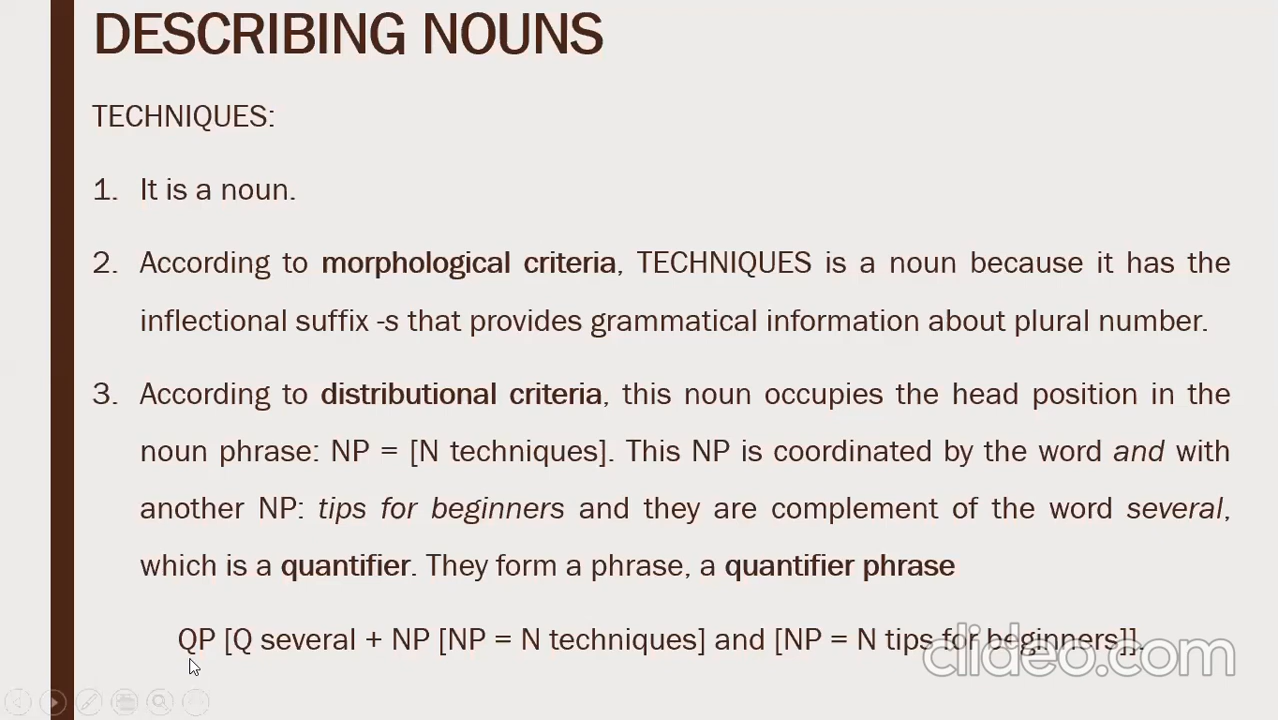 DESCRIBING NOUNS
TECHNIQUES:
1. It is a noun.
2. According to morphological criteria, TECHNIQUES is a noun because it has the
inflectional suffix -s that provides grammatical information about plural number.
3. According to distributional criteria, this noun occupies the head position in the
noun phrase: NP = [N techniques]. This NP is coordinated by the word and with
another NP: tips for beginners and they are complement of the word several,
which is a quantifier. They form a phrase, a quantifier phrase
QP [Q several + NP [NP = N techniques] and [NP = N tips for beginners]].
clideo.com